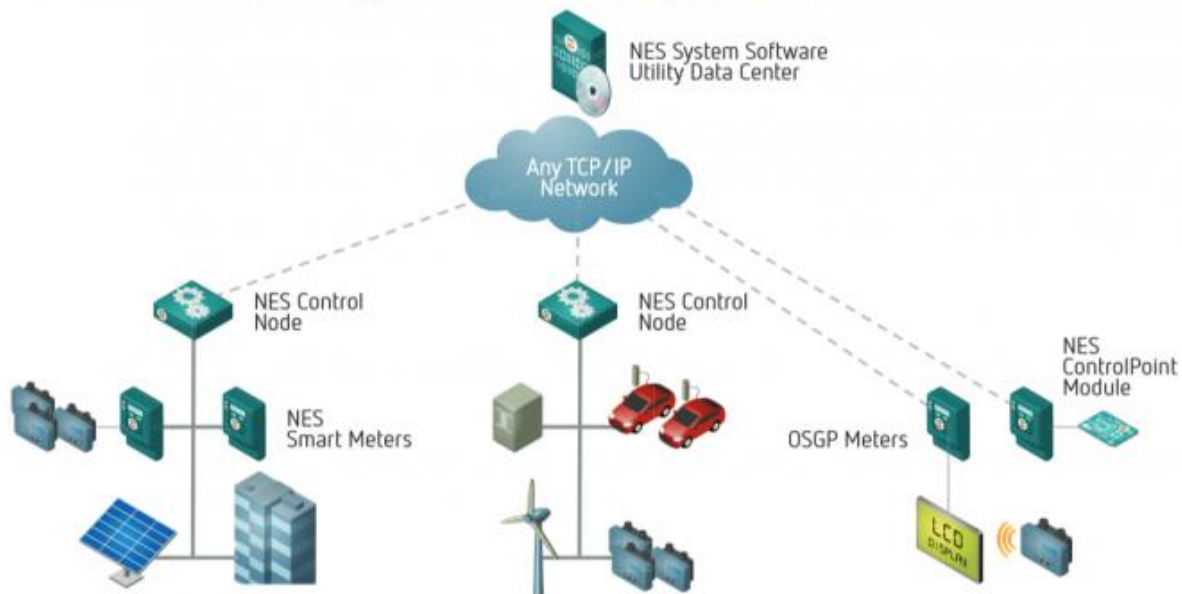 NES System Software
Utility Data Center
Any TCP/IP
Network
NES Control
Node
NES Control
Node
NES
ControlPoint
Module
NES
Smart Meters
OSGP Meters
LCD
DISPLAY